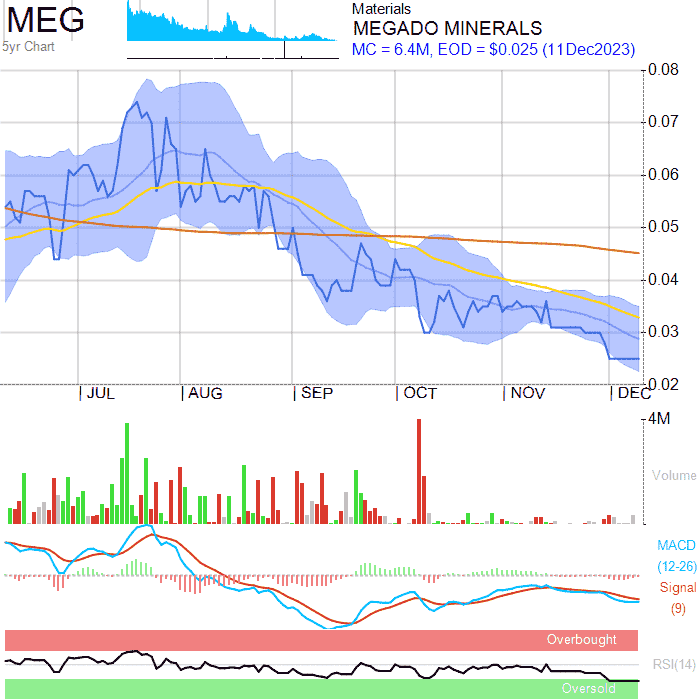 MEG
5yr Chart
Materials
MEGADO MINERALS
MC = 6.4M, EOD = $0.025 (11Dec2023)
0.08
0.07
0.06
0.05
0.04
0.03
0.02
JUL AUG SEP OCT NOV DEC
4M
Volume
MACD
(12-26)
Signal
(9)
Overbought
RSI(14)
Oversold